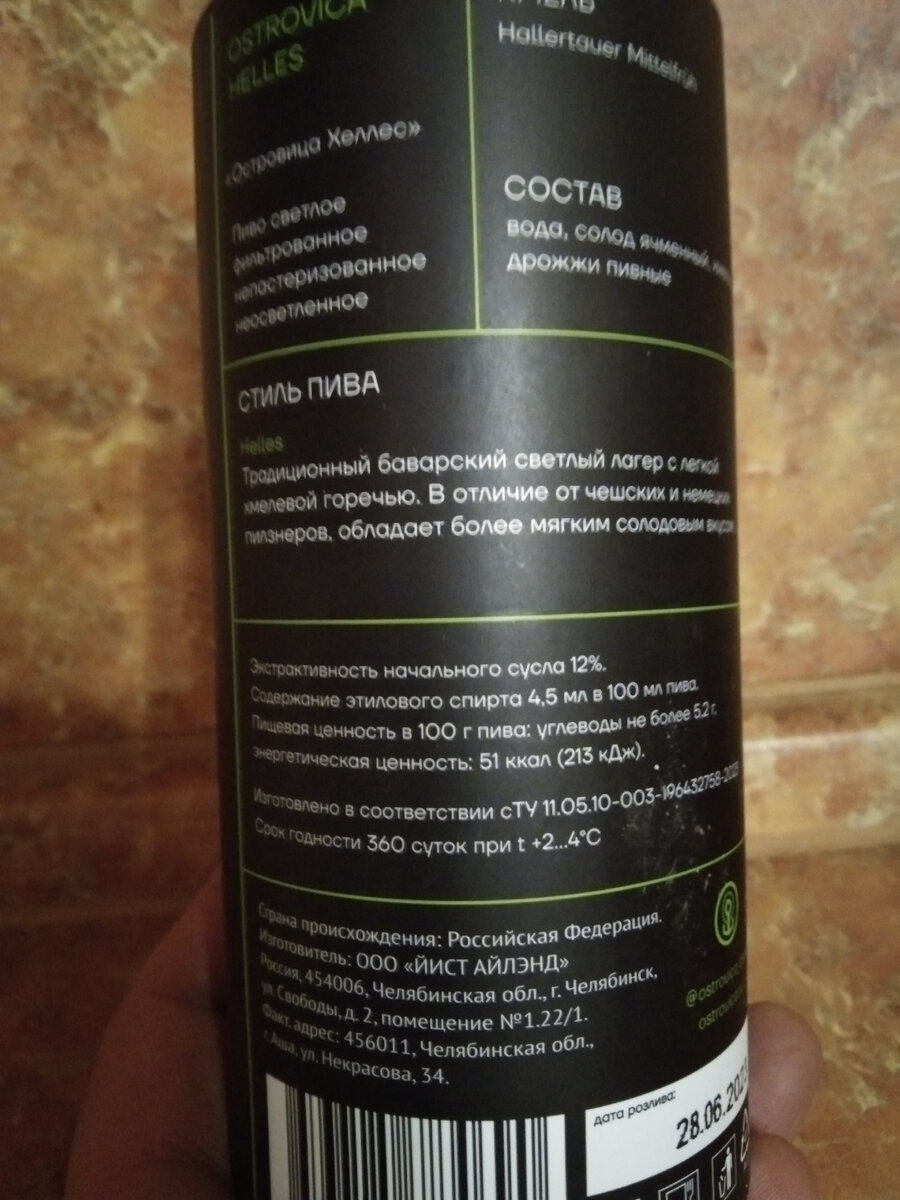 OSTROVICA
HELLES
«Островица Хеллес»
Пиво светлое
фильтрованное
непастеризованное
неосветленное
ХМЕЛЬ
Hallertauer Mittelfrüh
СОСТАВ
вода, солод ячменный,
дрожжи пивные
СТИЛЬ ПИВА
Helles
Традиционный баварский светлый лагер с легкой
хмелевой горечью. В отличие от чешских и немецких
пилзнеров, обладает более мягким солодовым вкусом
Экстрактивность начального сусла 12%.
Содержание этилового спирта 4,5 мл в 100 мл пива.
Пищевая ценность в 100 г пива: углеводы не более 5,2 г,
энергетическая ценность: 51 ккал (213 кДж).
Изготовлено в соответствии сТУ 11.05.10-003-196432758-2023
Срок годности 360 суток при t +2...4°C
Страна происхождения: Российская Федерация.
Изготовитель: ООО «ЙИСТ АЙЛЭНД»
Россия, 454006, Челябинская обл., г. Челябинск,
ул.Свободы, д. 2, помещение №1.22/1.
Факт. адрес: 456011, Челябинская обл.,
г.Аша, ул. Некрасова, 34.
дата розлива:
28.06.202